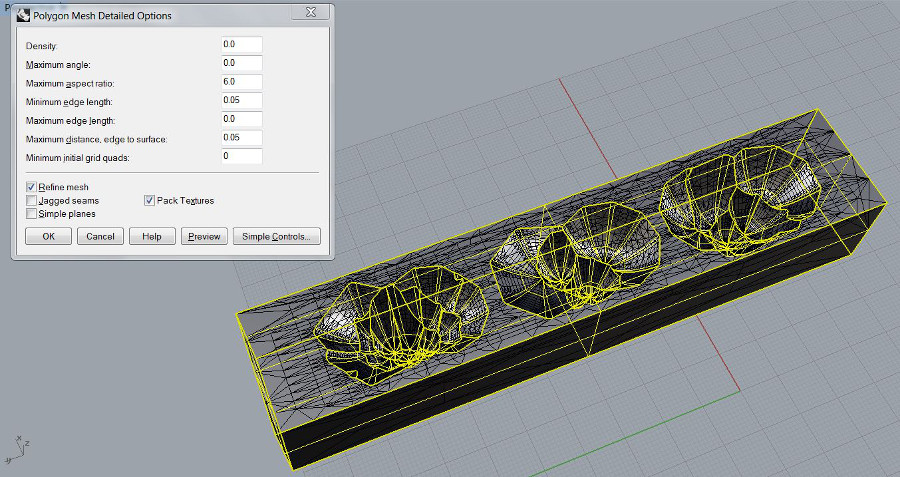 Polygon Mesh Detailed Options
Density: 0.0
Maximum angle: 0.0
Maximum aspect ratio: 6.0
Minimum edge length: 0.05
Maximum edge length: 0.0
Maximum distance, edge to surface: 0.05
Minimum initial grid quads: 0
Refine mesh
Jagged seams Pack Textures
Simple planes
OK Cancel Help Preview Simple Controls...
x
z
y